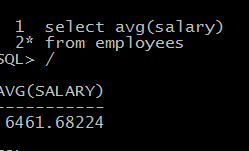 1 select avg(salary)
2* from employees
SQL> /
AVG(SALARY)
-----------
6461.68224